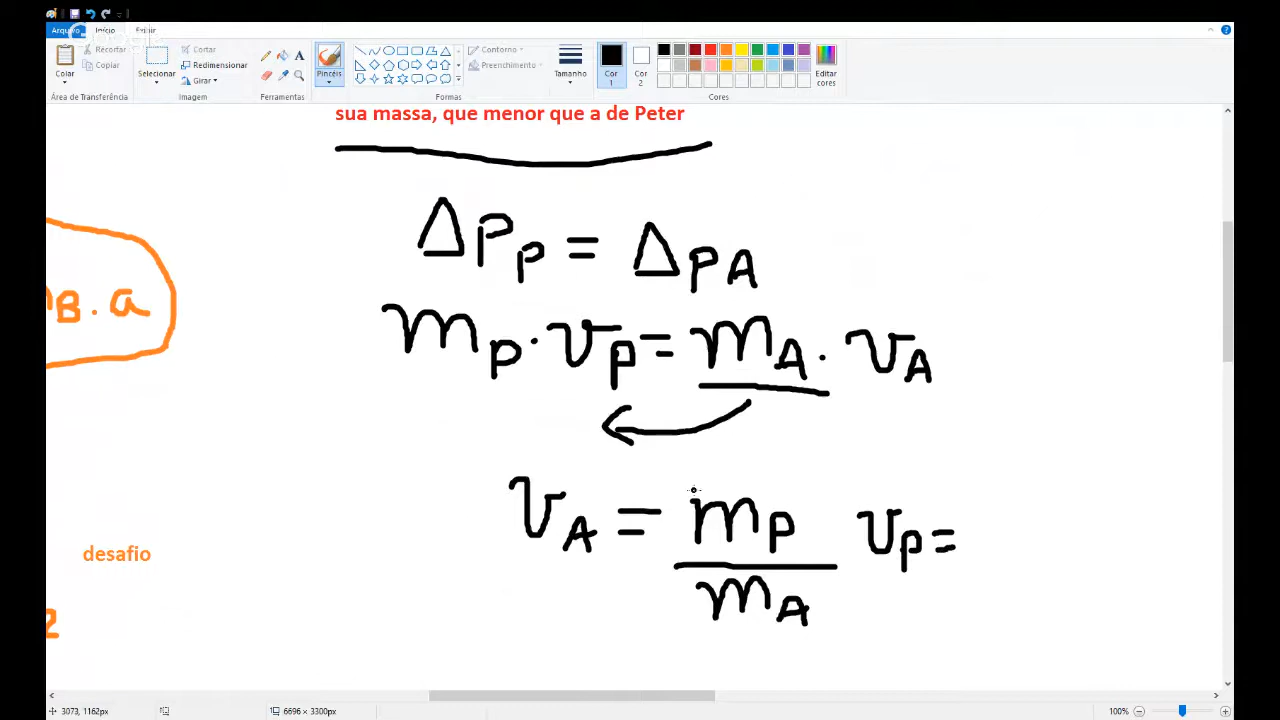 Arquivo Início Exibir
Colar
Recortar
Copiar
Área de Transferência
Selecionar
Cortar
Redimensionar
Girar
Imagem
Ferramentas
Pincéis
Contorno
Preenchimento
Formas
Tamanho
Cor 1
Cor 2
Editar cores
Cores
sua massa, que menor que a de Peter
ΔPp = ΔpA
mp · vp = mA · vA
B . a
vA = mp/mA vp =
desafio
2
3073, 1162px
6696 × 3300px
100%